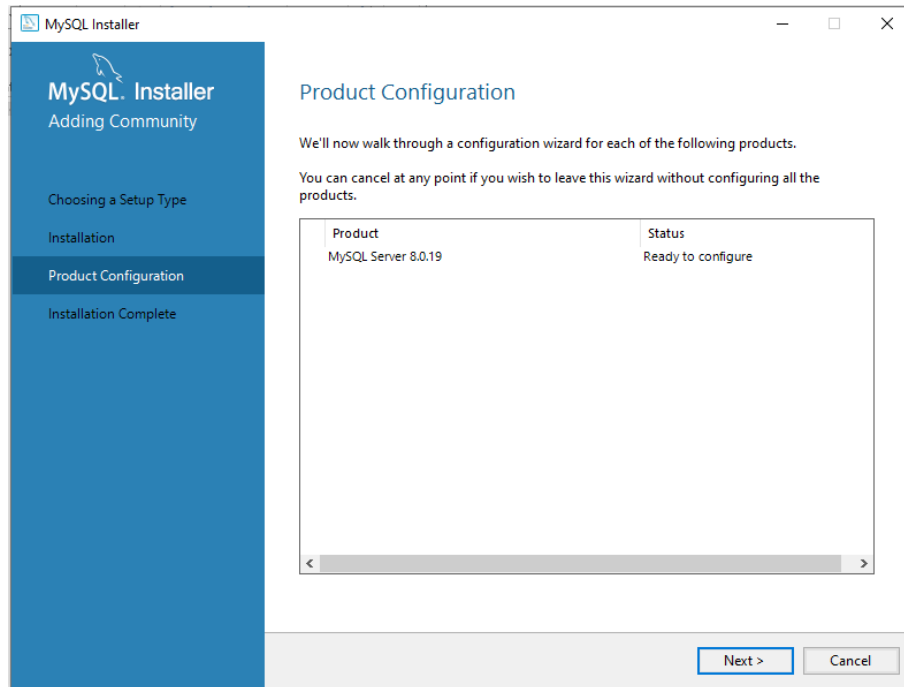 MySQL Installer
MySQL. Installer
Adding Community
Choosing a Setup Type
Installation
Product Configuration
Installation Complete
Product Configuration
We'll now walk through a configuration wizard for each of the following products.
You can cancel at any point if you wish to leave this wizard without configuring all the
products.
Product Status
MySQL Server 8.0.19 Ready to configure
Next > Cancel